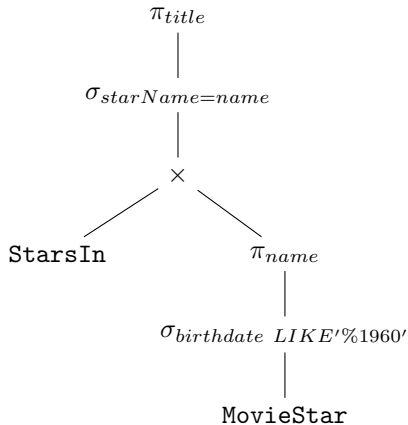 π_title
σ_starName=name
×
StarsIn
π_name
σ_birthdate LIKE′%1960′
MovieStar